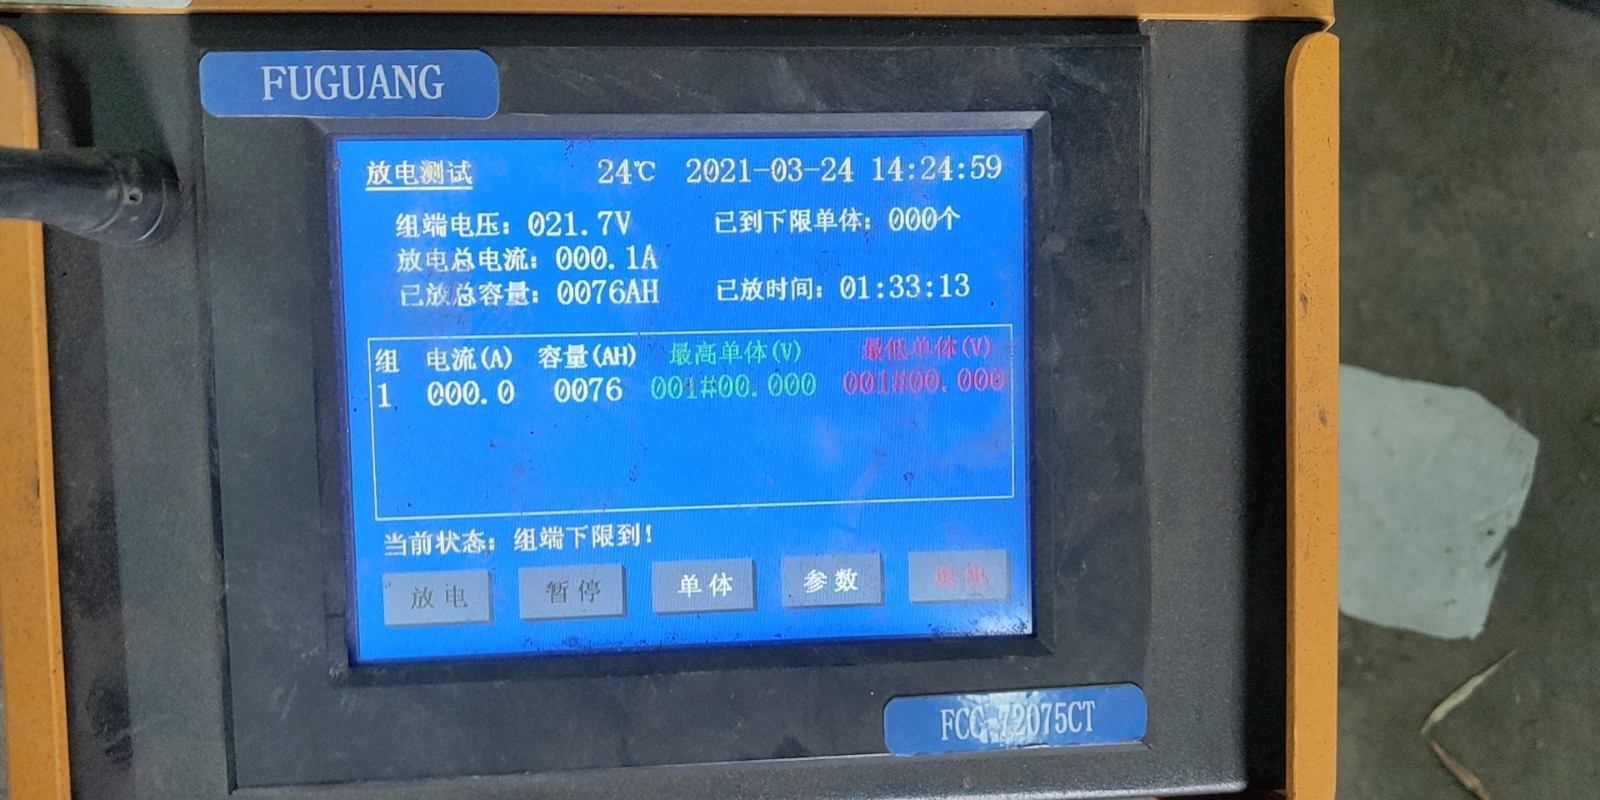 FUGUANG
放电测试 24℃ 2021-03-24 14:24:59
组端电压：021.7V 已到下限单体：000个
放电总电流：000.1A
已放总容量：0076AH 已放时间：01:33:13
组 电流(A) 容量(AH) 最高单体(V) 最低单体(V)
1 000.0 0076 001#00.000 001#00.000
当前状态：组端下限到!
放电 暂停 单体 参数 退出
FCC-72075CT